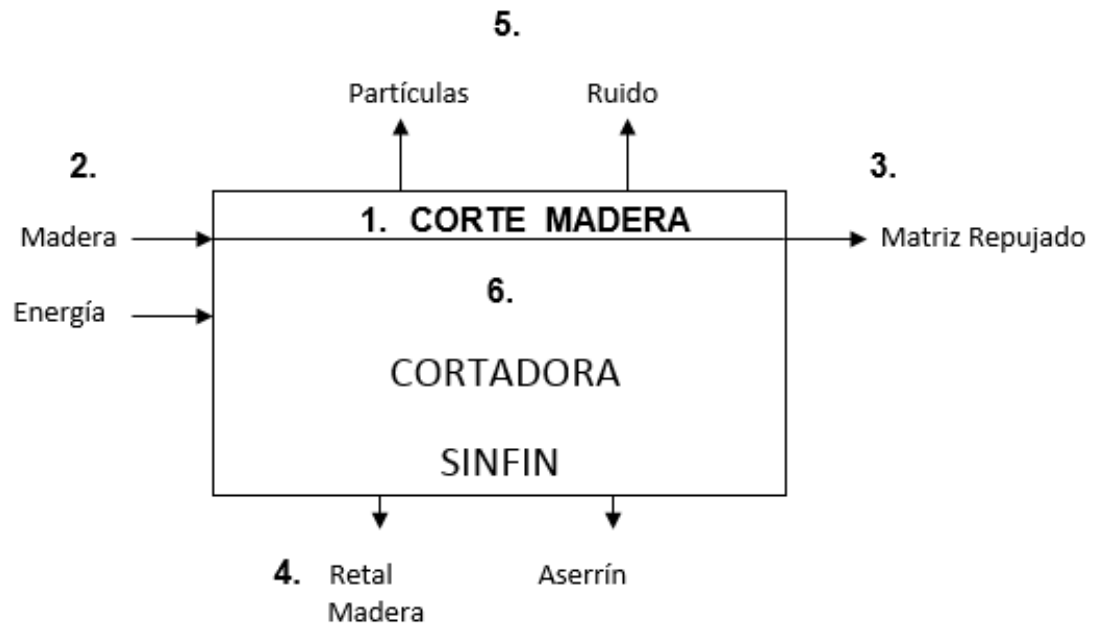 5.
Partículas Ruido
2. 3.
1. CORTE MADERA
Madera Matriz Repujado
6.
Energía
CORTADORA
SINFIN
4. Retal Aserrín
Madera